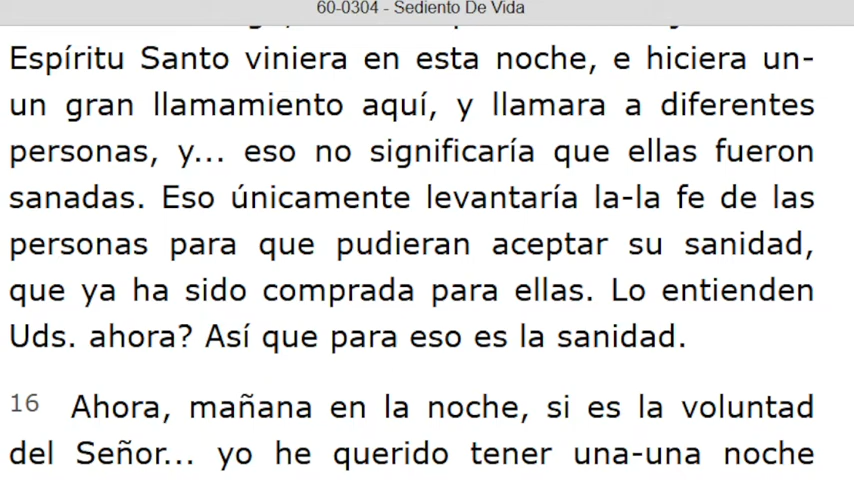 60-0304 - Sediento De Vida
Espíritu Santo viniera en esta noche, e hiciera un-
un gran llamamiento aquí, y llamara a diferentes
personas, y... eso no significaría que ellas fueron
sanadas. Eso únicamente levantaría la-la fe de las
personas para que pudieran aceptar su sanidad,
que ya ha sido comprada para ellas. Lo entienden
Uds. ahora? Así que para eso es la sanidad.
16 Ahora, mañana en la noche, si es la voluntad
del Señor... yo he querido tener una-una noche